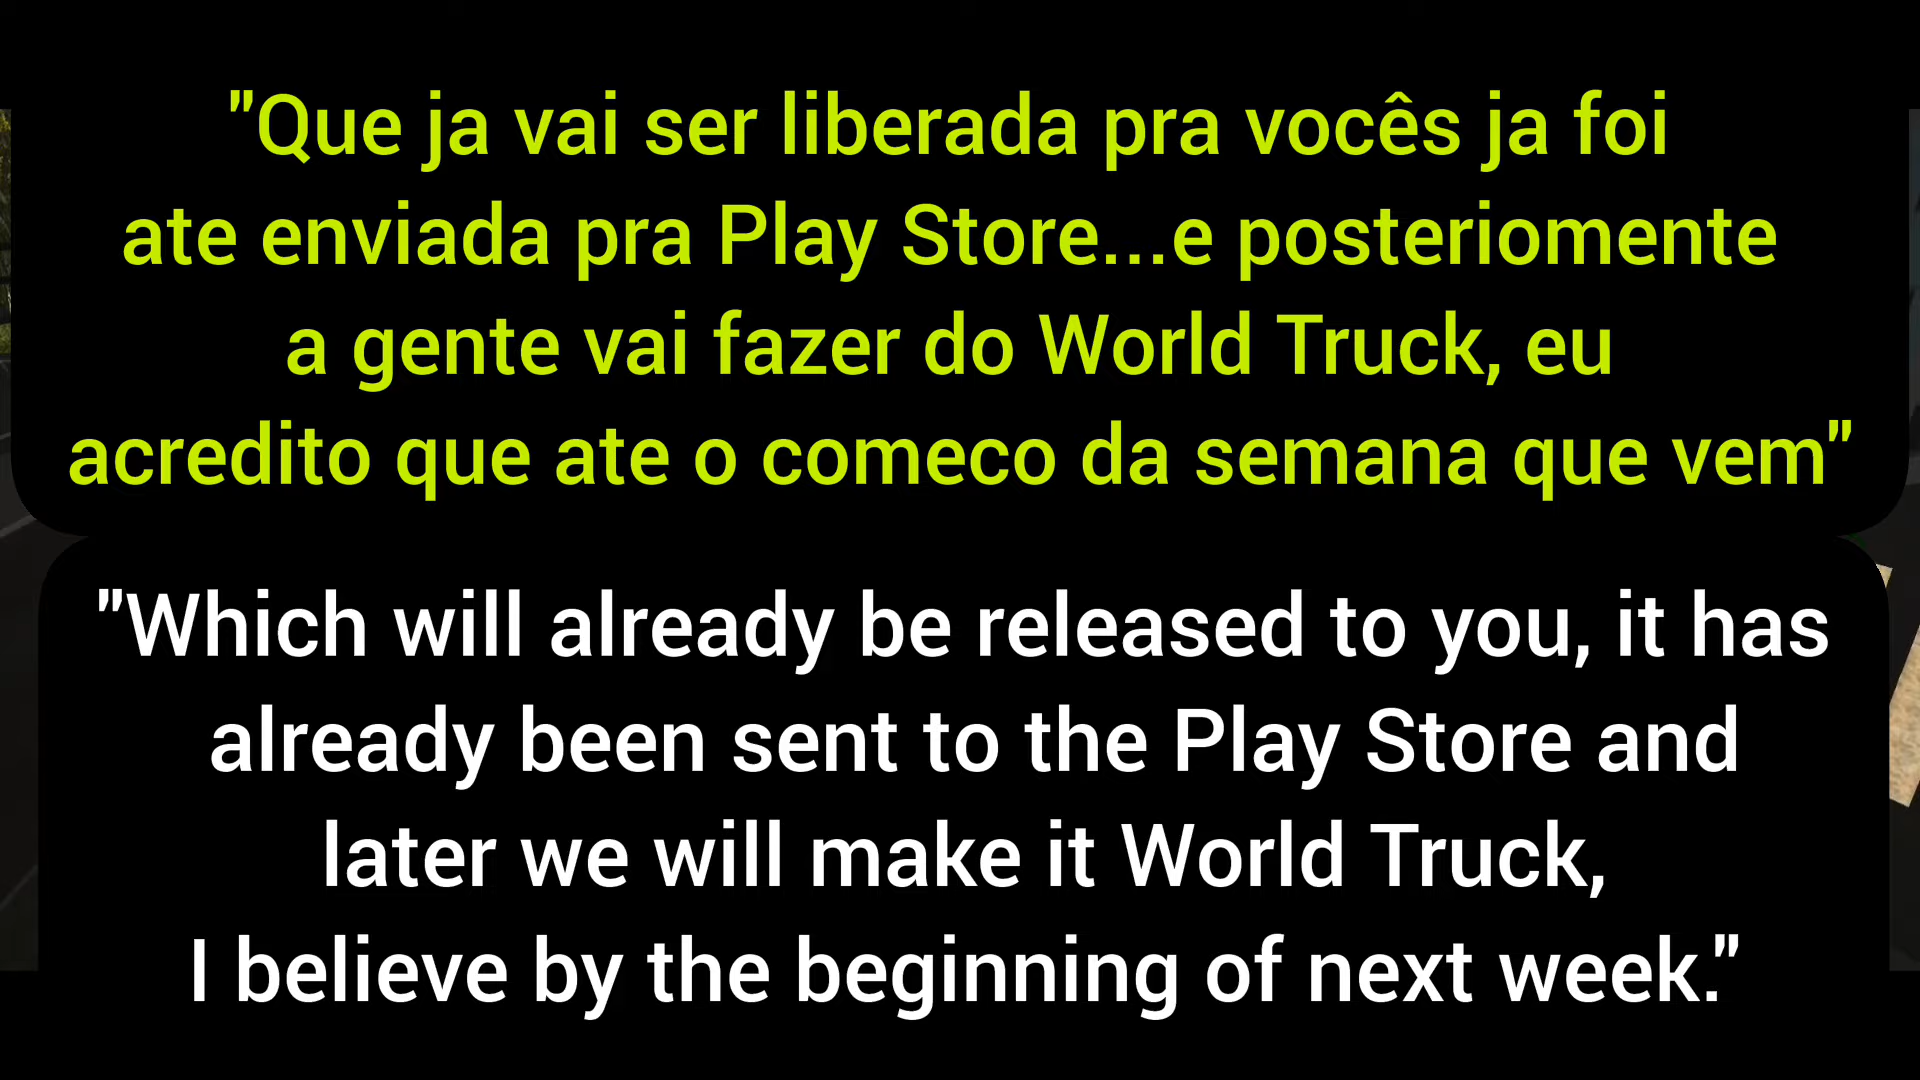 "Que ja vai ser liberada pra vocês ja foi
ate enviada pra Play Store...e posteriomente
a gente vai fazer do World Truck, eu
acredito que ate o comeco da semana que vem"
"Which will already be released to you, it has
already been sent to the Play Store and
later we will make it World Truck,
I believe by the beginning of next week."